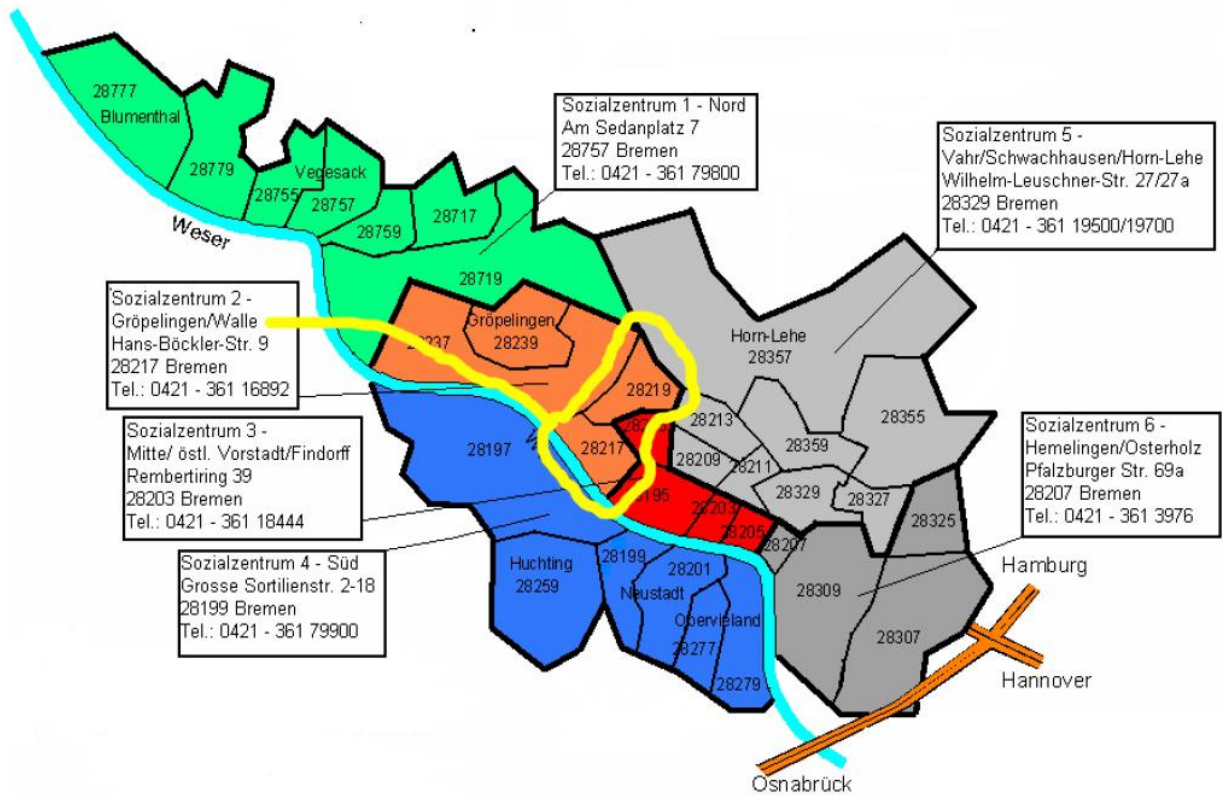 28777
Blumenthal
28779
28755
Vegesack
28757
28759
28717
28719
Weser
Sozialzentrum 1 - Nord
Am Sedanplatz 7
28757 Bremen
Tel.: 0421 - 361 79800
Sozialzentrum 5 -
Vahr/Schwachhausen/Horn-Lehe
Wilhelm-Leuschner-Str. 27/27a
28329 Bremen
Tel.: 0421 - 361 19500/19700
Sozialzentrum 2 -
Gröpelingen/Walle
Hans-Böckler-Str. 9
28217 Bremen
Tel.: 0421 - 361 16892
Gröpelingen
28239
28219
28217
Horn-Lehe
28357
28355
28213
28359
28209
28211
28329
28327
28325
Sozialzentrum 3 -
Mitte/ östl. Vorstadt/Findorff
Rembertiring 39
28203 Bremen
Tel.: 0421 - 361 18444
Sozialzentrum 6 -
Hemelingen/Osterholz
Pfalzburger Str. 69a
28207 Bremen
Tel.: 0421 - 361 3976
28197
28203
28205
28207
Sozialzentrum 4 - Süd
Grosse Sortilienstr. 2-18
28199 Bremen
Tel.: 0421 - 361 79900
Huchting
28259
28199
Neustadt
28201
Obervieland
28277
28279
28309
28307
Hamburg
Hannover
Osnabrück